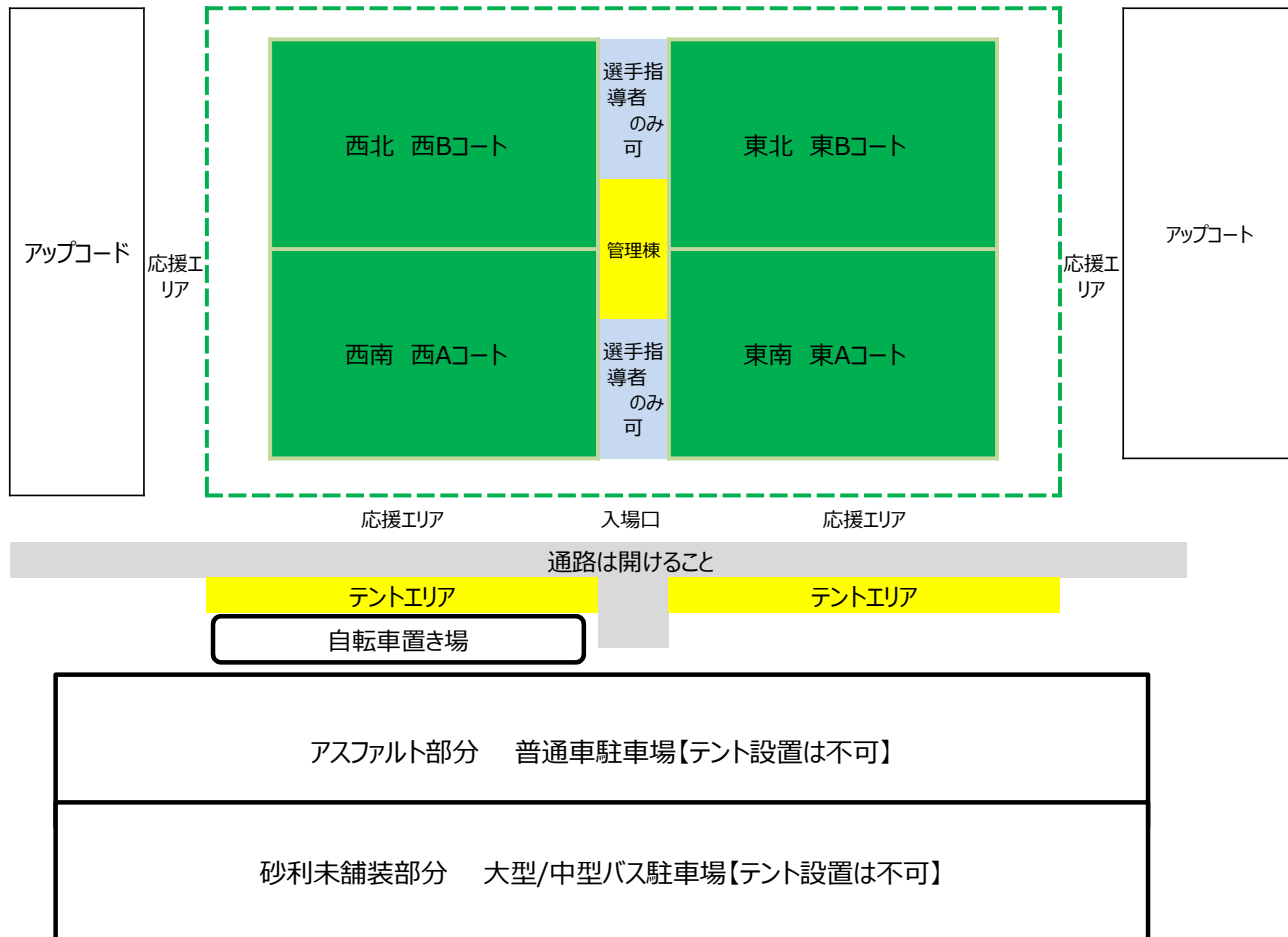 選手指
導者
のみ
可
西北 西Bコート
東北 東Bコート
アップコード
応援エ
リア
管理棟
応援エ
リア
アップコート
西南 西Aコート
選手指
導者
のみ
可
東南 東Aコート
応援エリア
入場口
応援エリア
通路は開けること
テントエリア
テントエリア
自転車置き場
アスファルト部分 普通車駐車場【テント設置は不可】
砂利未舗装部分 大型/中型バス駐車場【テント設置は不可】